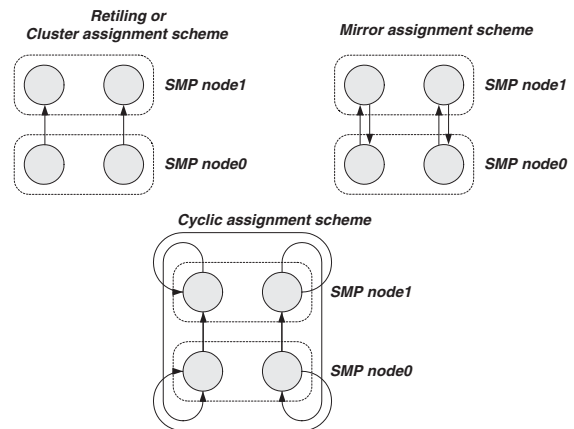 Retiling or
Cluster assignment scheme
SMP node1
SMP node0
Mirror assignment scheme
SMP node1
SMP node0
Cyclic assignment scheme
SMP node1
SMP node0